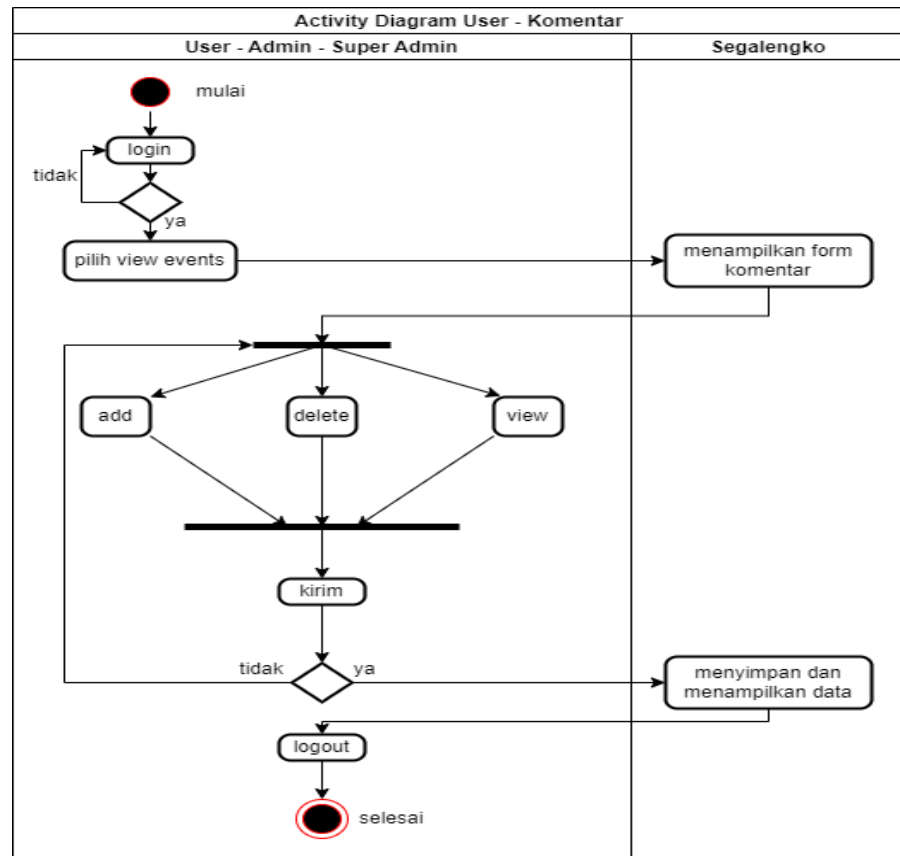 Activity Diagram User - Komentar
User - Admin - Super Admin
Segalengko
mulai
login
tidak
ya
pilih view events
menampilkan form
komentar
add
delete
view
kirim
tidak
ya
menyimpan dan
menampilkan data
logout
selesai